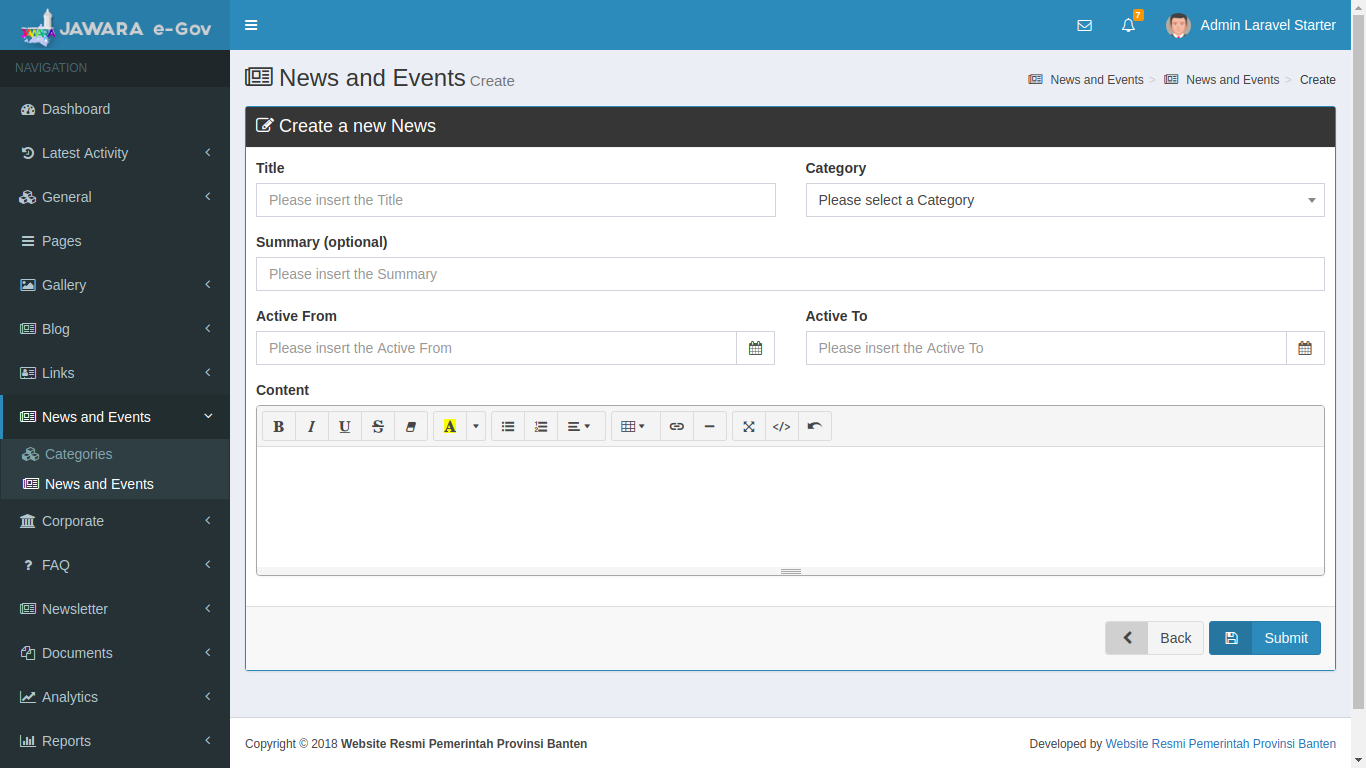 JAWARA e-Gov
7
Admin Laravel Starter
NAVIGATION
Dashboard
Latest Activity
General
Pages
Gallery
Blog
Links
News and Events
Categories
News and Events
Corporate
FAQ
Newsletter
Documents
Analytics
Reports
News and Events Create
News and Events > News and Events > Create
Create a new News
Title
Please insert the Title
Category
Please select a Category
Summary (optional)
Please insert the Summary
Active From
Please insert the Active From
Active To
Please insert the Active To
Content
B I U S A </>
Back
Submit
Copyright © 2018 Website Resmi Pemerintah Provinsi Banten
Developed by Website Resmi Pemerintah Provinsi Banten